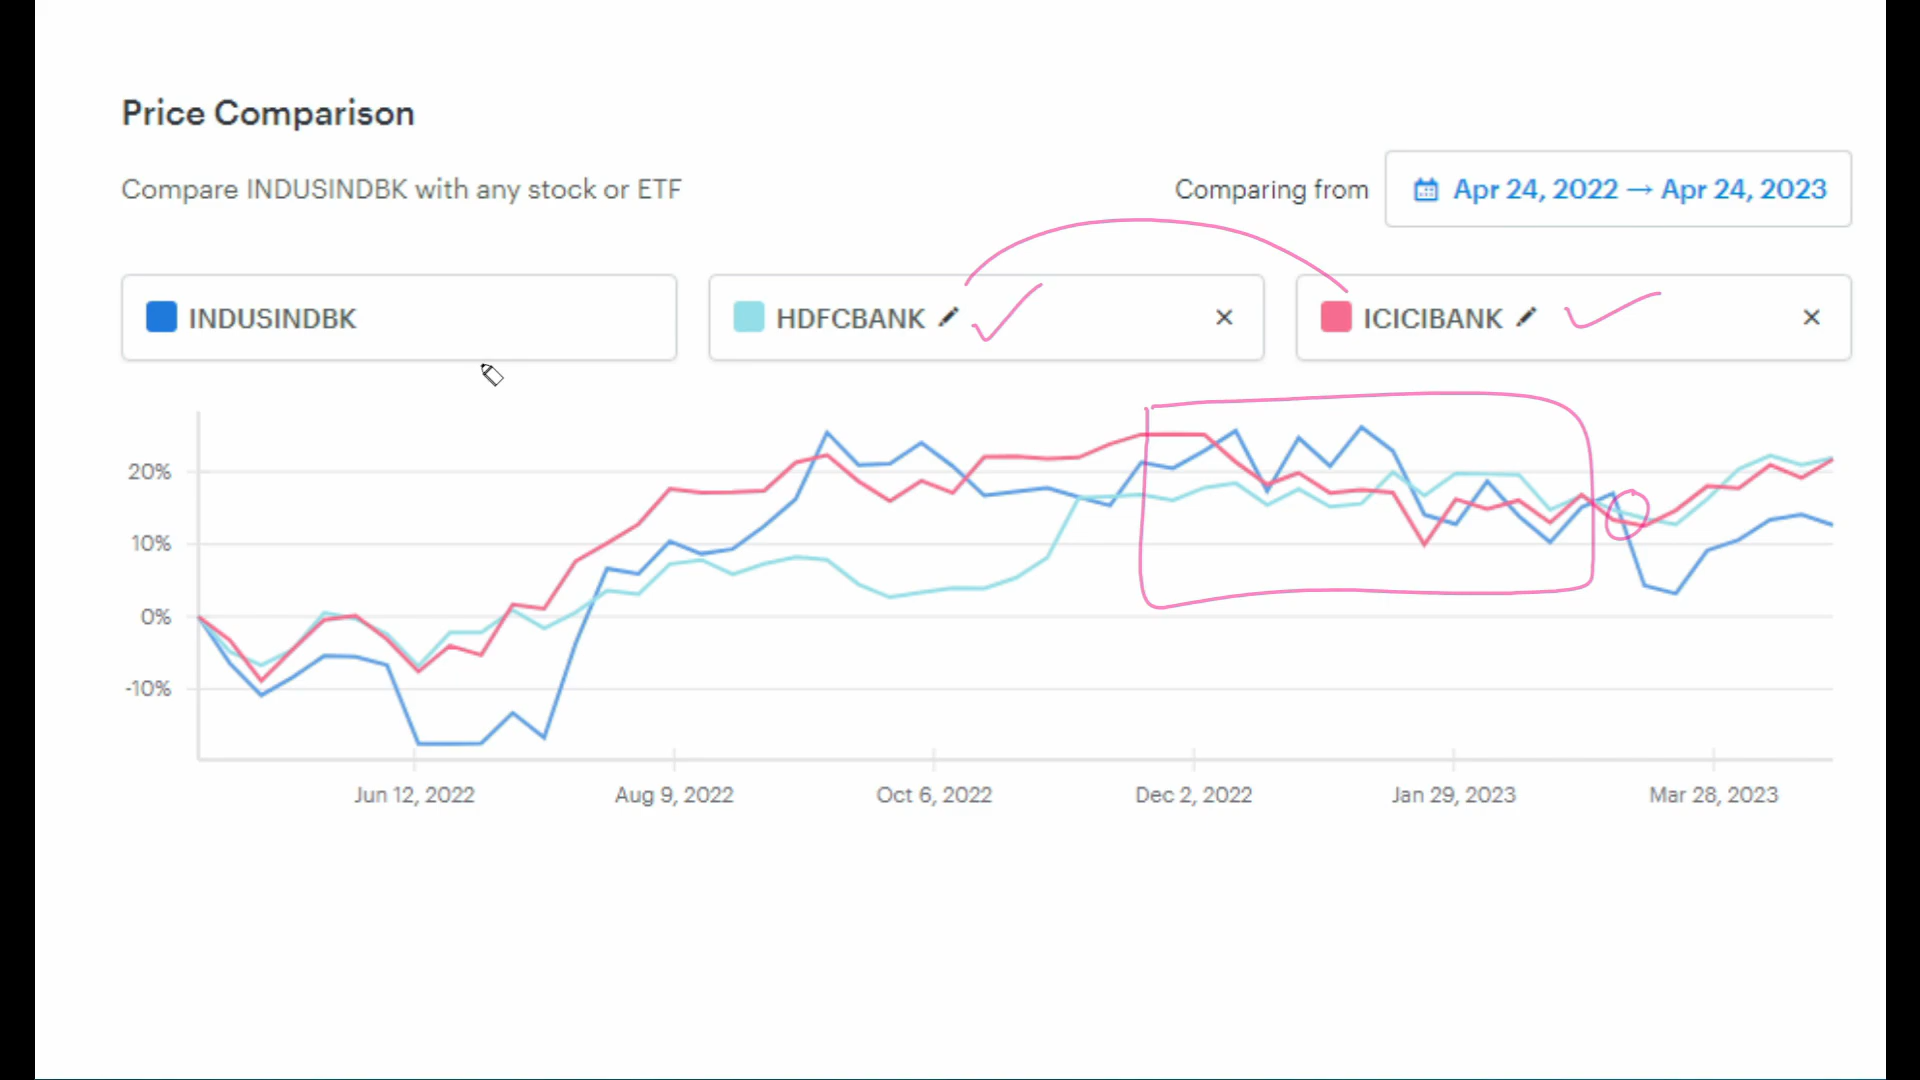 Price Comparison
Compare INDUSINDBK with any stock or ETF
Comparing from
Apr 24, 2022 → Apr 24, 2023
INDUSINDBK
HDFCBANK
ICICIBANK
20%
10%
0%
-10%
Jun 12, 2022
Aug 9, 2022
Oct 6, 2022
Dec 2, 2022
Jan 29, 2023
Mar 28, 2023